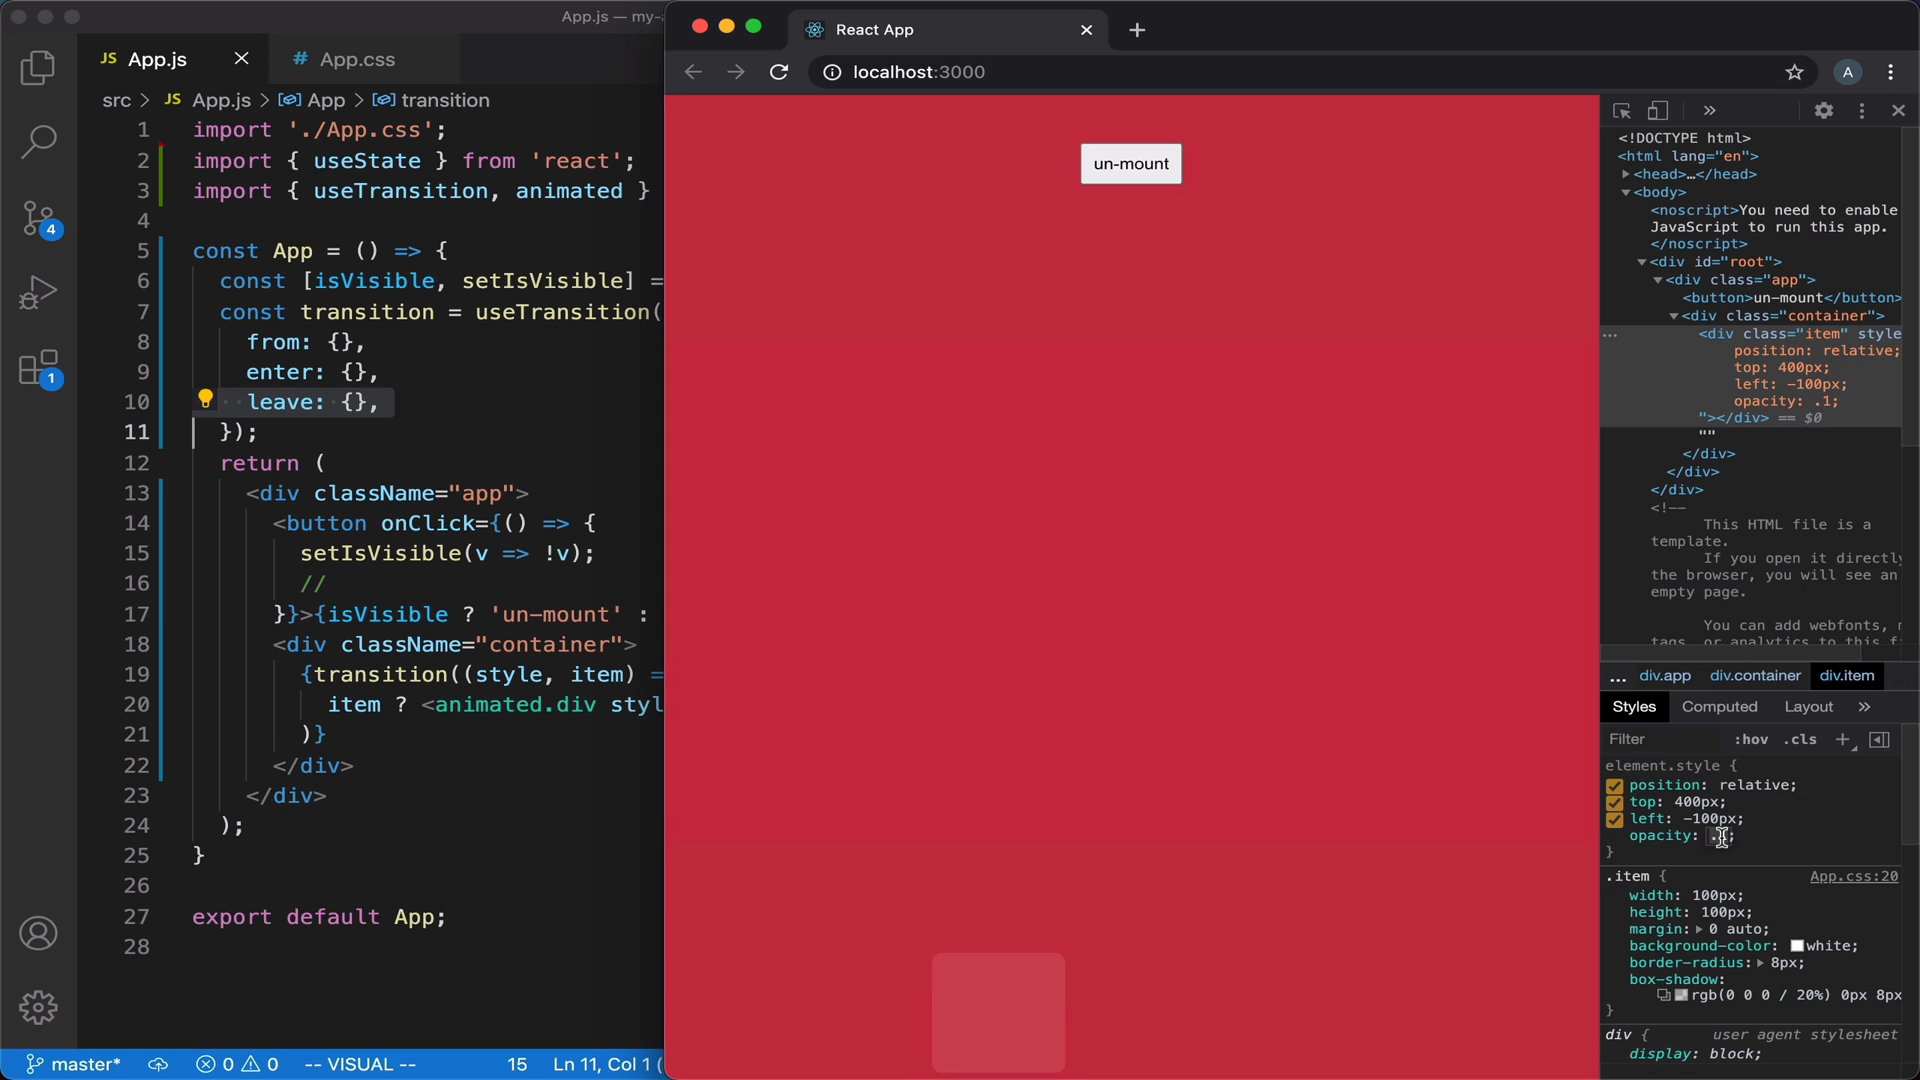 App.js — my-
JS App.js
# App.css
src > JS App.js > App > transition
1 import './App.css';
2 import { useState } from 'react';
3 import { useTransition, animated }
4
5 const App = () => {
6 const [isVisible, setIsVisible] =
7 const transition = useTransition(
8 from: {},
9 enter: {},
10 leave: {},
11 });
12 return (
13 <div className="app">
14 <button onClick={() => {
15 setIsVisible(v => !v);
16 //
17 }}>{isVisible ? 'un-mount' :
18 <div className="container">
19 {transition((style, item) =
20 item ? <animated.div styl
21 )}
22 </div>
23 </div>
24 );
25 }
26
27 export default App;
28
4
1
master* 0 0 -- VISUAL -- 15 Ln 11, Col 1 (
React App
localhost:3000
A
un-mount
<!DOCTYPE html>
<html lang="en">
<head>…</head>
<body>
<noscript>You need to enable
JavaScript to run this app.
</noscript>
<div id="root">
<div class="app">
<button>un-mount</button>
<div class="container">
<div class="item" style
position: relative;
top: 400px;
left: -100px;
opacity: .1;
"></div> == $0
""
</div>
</div>
</div>
<!--
This HTML file is a
template.
If you open it directly
the browser, you will see an
empty page.
You can add webfonts,
tags, or analytics to this
... div.app div.container div.item
Styles Computed Layout
Filter :hov .cls
element.style {
position: relative;
top: 400px;
left: -100px;
opacity:
}
.item { App.css:20
width: 100px;
height: 100px;
margin: 0 auto;
background-color: white;
border-radius: 8px;
box-shadow:
rgb(0 0 0 / 20%) 0px 8px
}
div { user agent stylesheet
display: block;